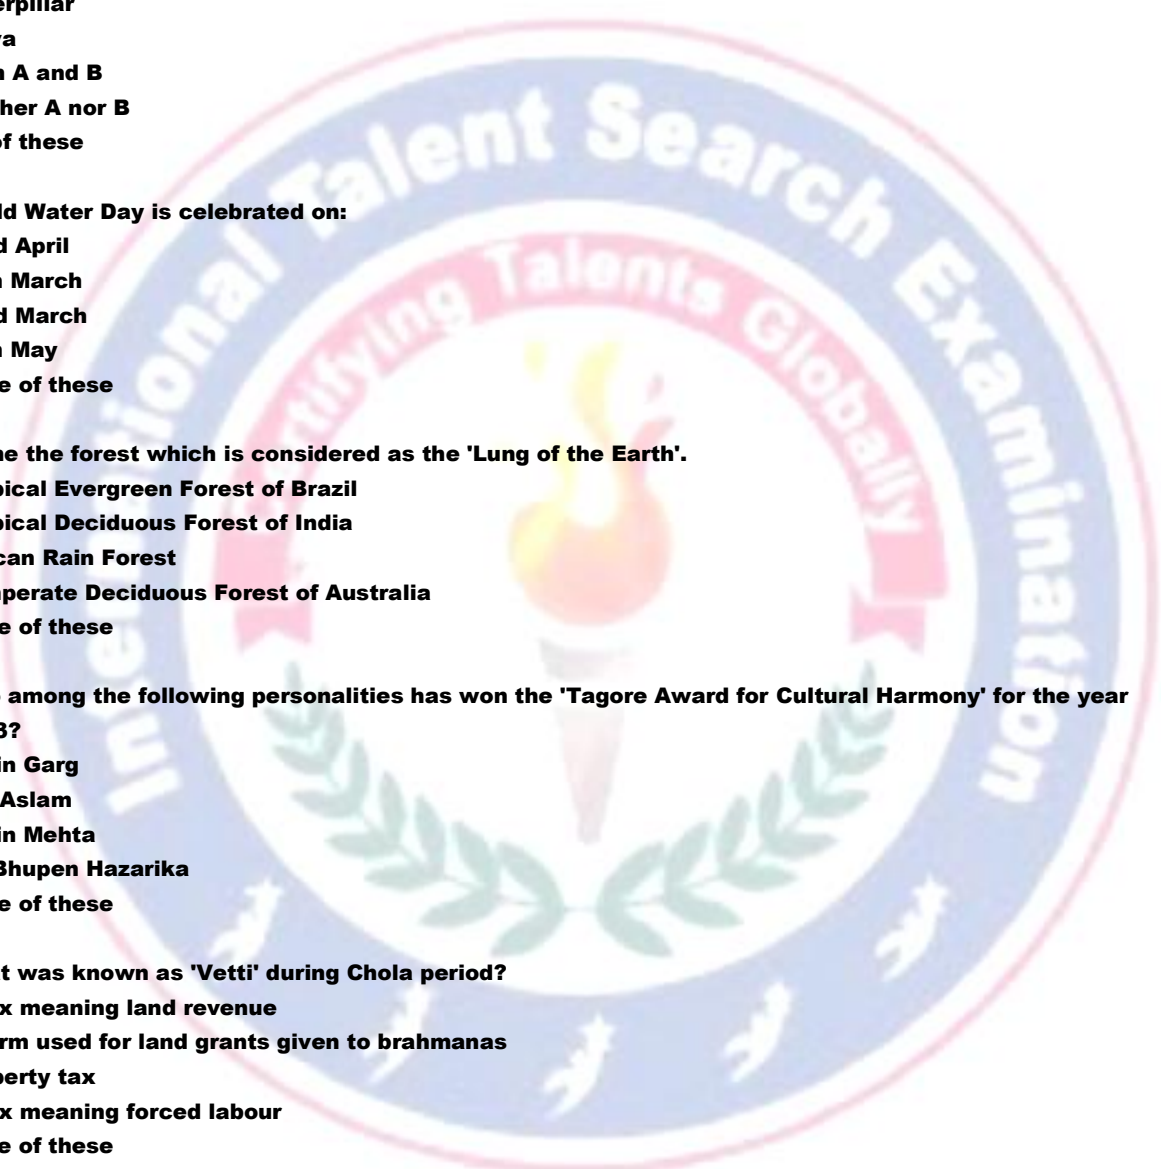 erpillar
va
n A and B
her A nor B
of these
ld Water Day is celebrated on:
d April
n March
d March
n May
e of these
ne the forest which is considered as the 'Lung of the Earth'.
pical Evergreen Forest of Brazil
pical Deciduous Forest of India
can Rain Forest
nperate Deciduous Forest of Australia
e of these
among the following personalities has won the 'Tagore Award for Cultural Harmony' for the year
3?
in Garg
Aslam
in Mehta
Bhupen Hazarika
e of these
t was known as 'Vetti' during Chola period?
x meaning land revenue
rm used for land grants given to brahmanas
perty tax
x meaning forced labour
e of these
International Talent Search Examination
Certifying Talents Globally